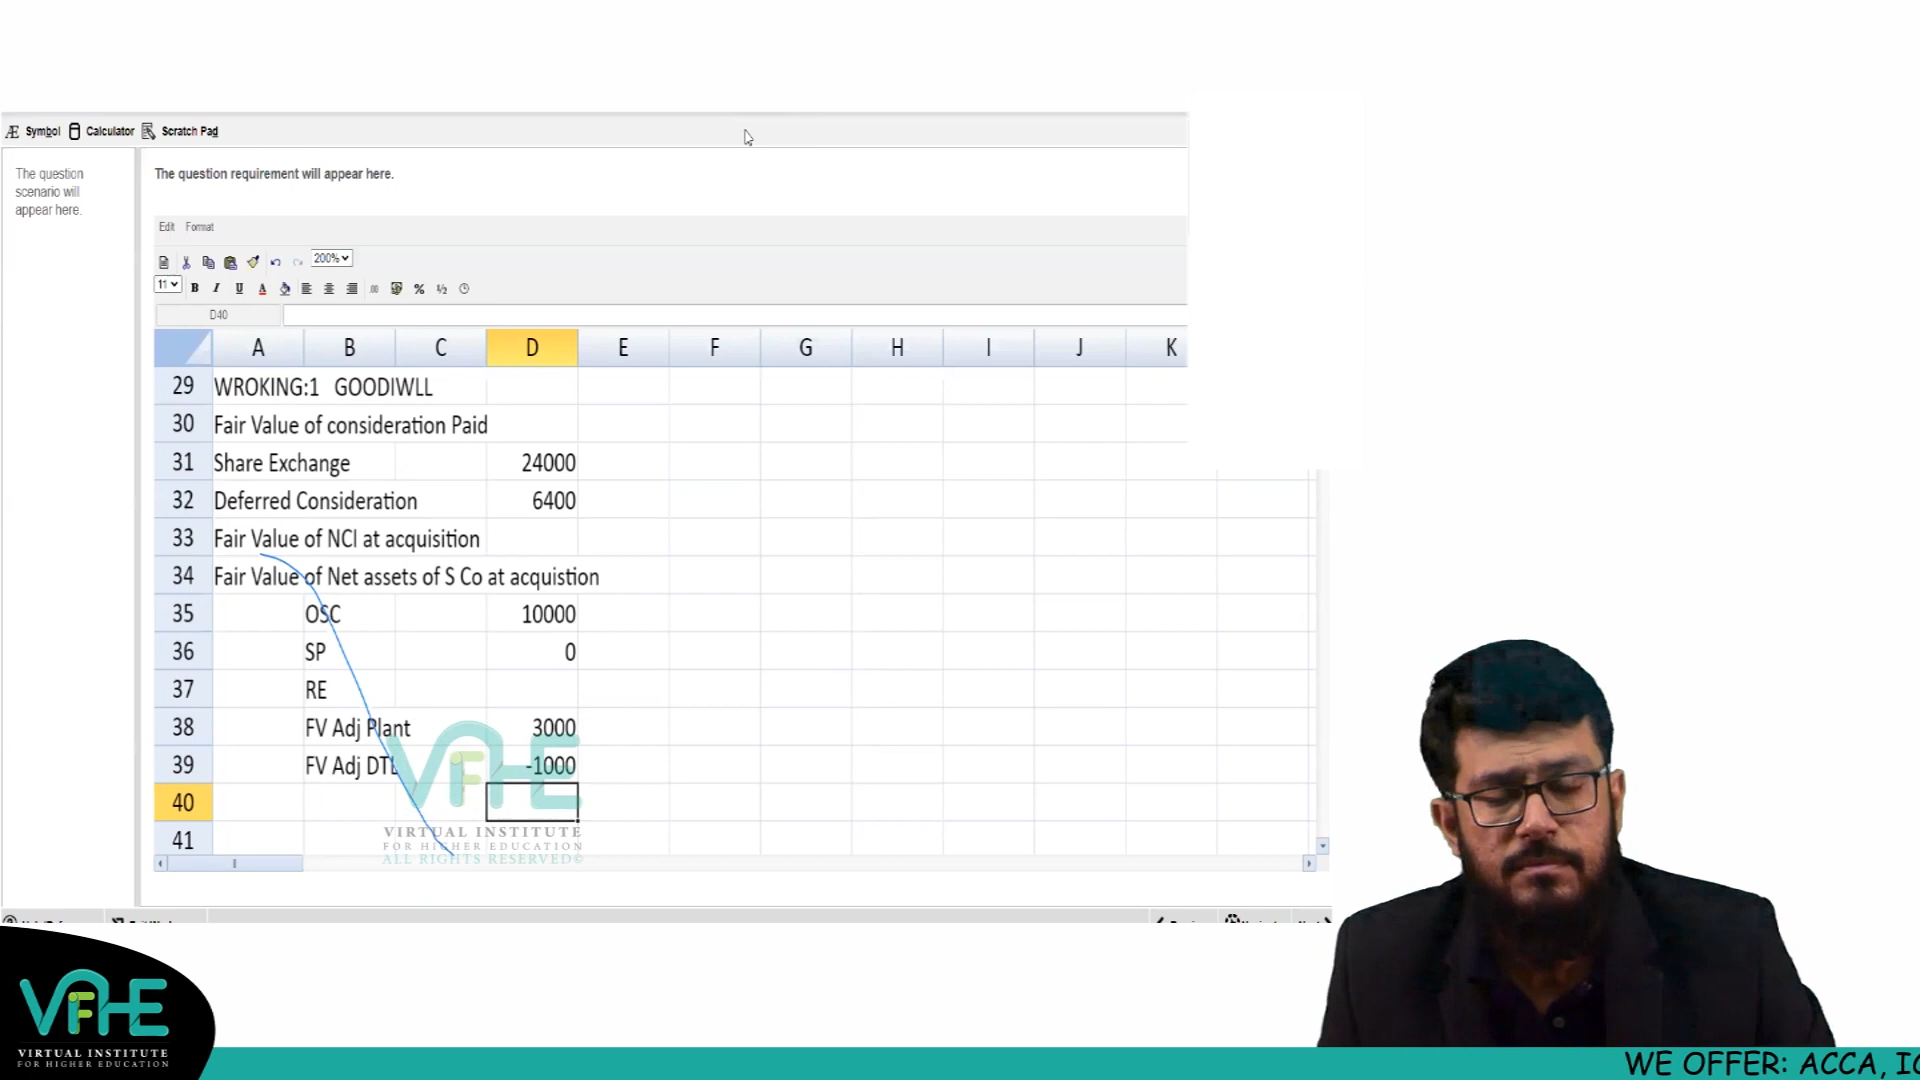 Æ Symbol Calculator Scratch Pad
The question
scenario will
appear here.
The question requirement will appear here.
Edit Format
200%
11 B I U A % ½
D40
A B C D E F G H I J K
29 WROKING:1 GOODIWLL
30 Fair Value of consideration Paid
31 Share Exchange 24000
32 Deferred Consideration 6400
33 Fair Value of NCI at acquisition
34 Fair Value of Net assets of S Co at acquistion
35 OSC 10000
36 SP 0
37 RE
38 FV Adj Plant 3000
39 FV Adj DTL -1000
40
41
VFHE
VIRTUAL INSTITUTE
FOR HIGHER EDUCATION
ALL RIGHTS RESERVED©
VFHE
VIRTUAL INSTITUTE
FOR HIGHER EDUCATION
WE OFFER: ACCA,